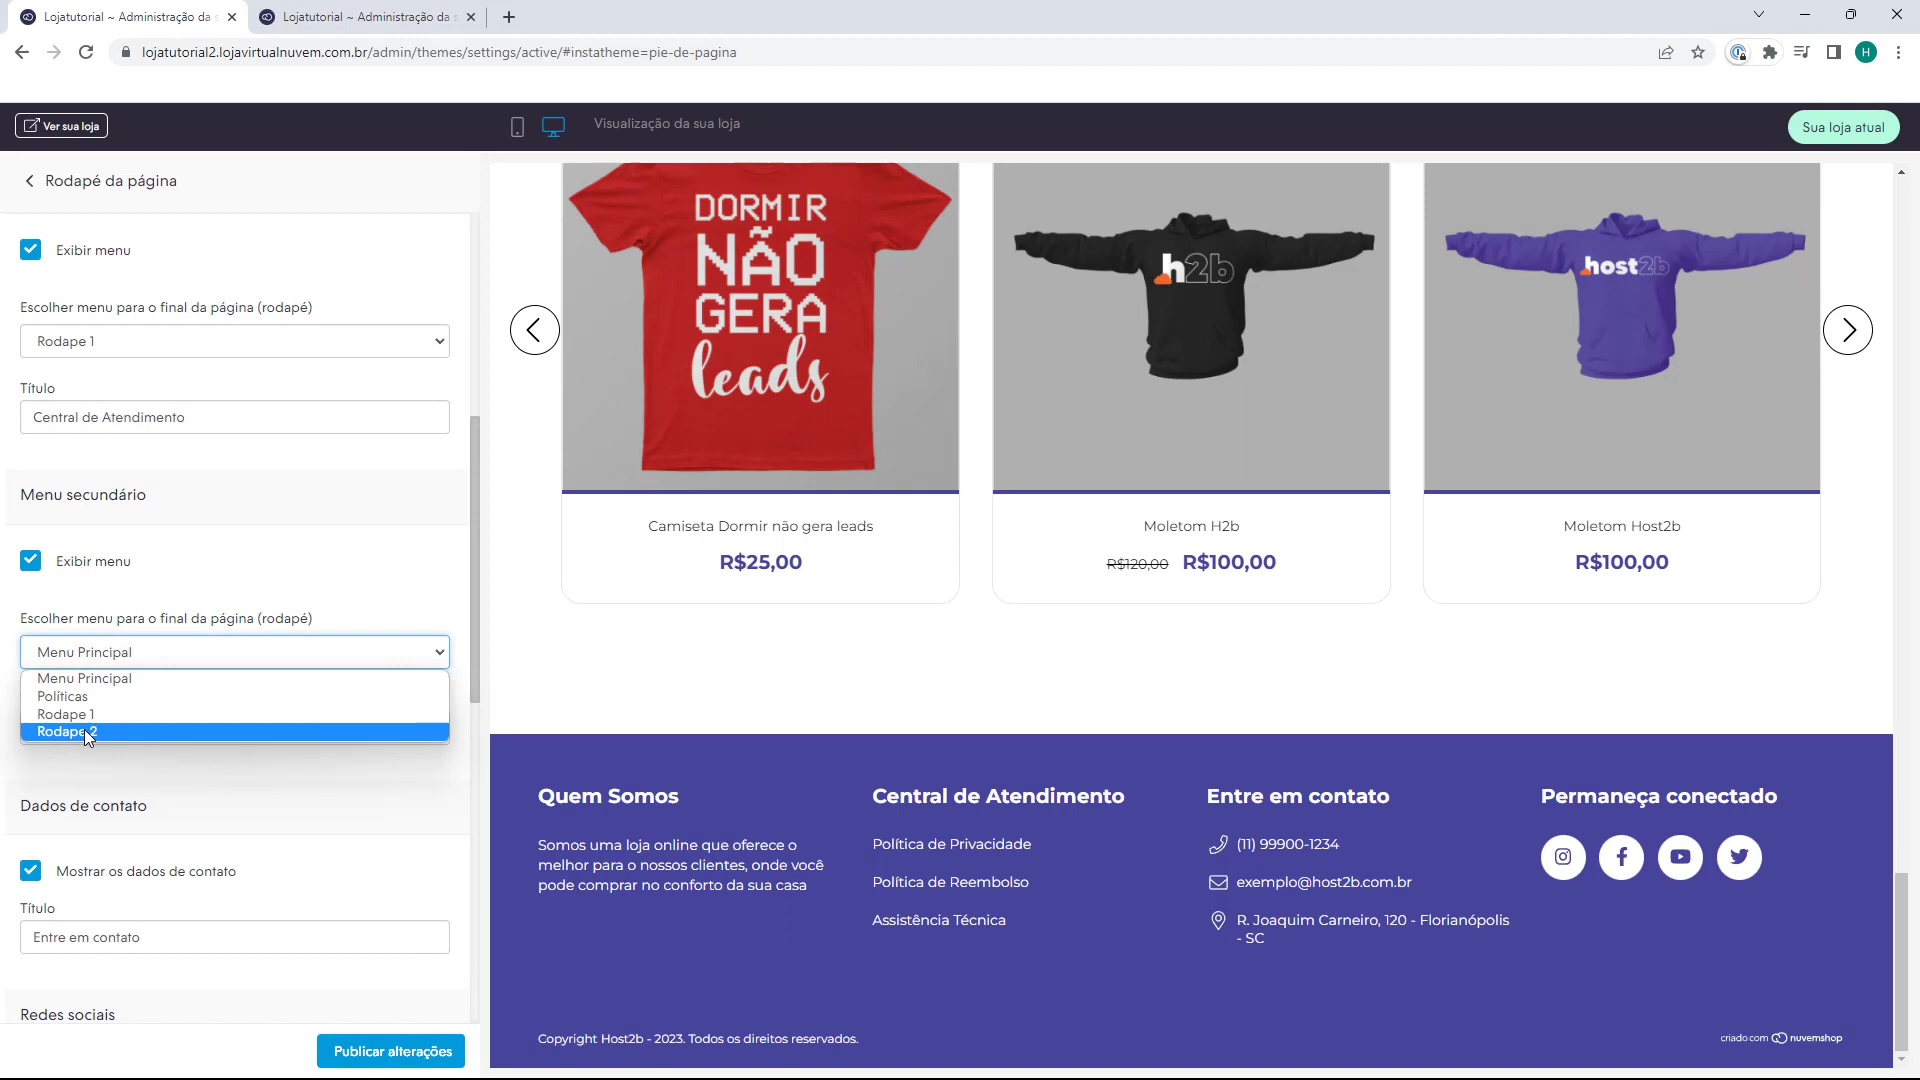 Lojatutorial ~ Administração da s
Lojatutorial ~ Administração da s
lojatutorial2.lojavirtualnuvem.com.br/admin/themes/settings/active/#instatheme=pie-de-pagina
H
Ver sua loja
Visualização da sua loja
Sua loja atual
Rodapé da página
Exibir menu
Escolher menu para o final da página (rodapé)
Rodape 1
Título
Central de Atendimento
Menu secundário
Exibir menu
Escolher menu para o final da página (rodapé)
Menu Principal
Menu Principal
Políticas
Rodape 1
Rodape 2
Dados de contato
Mostrar os dados de contato
Título
Entre em contato
Redes sociais
Publicar alterações
DORMIR
NÃO
GERA
leads
h2b
host2b
Camiseta Dormir não gera leads
R$25,00
Moletom H2b
R$120,00 R$100,00
Moletom Host2b
R$100,00
Quem Somos
Somos uma loja online que oferece o
melhor para o nossos clientes, onde você
pode comprar no conforto da sua casa
Central de Atendimento
Política de Privacidade
Política de Reembolso
Assistência Técnica
Entre em contato
(11) 99900-1234
exemplo@host2b.com.br
R. Joaquim Carneiro, 120 - Florianópolis
- SC
Permaneça conectado
Copyright Host2b - 2023. Todos os direitos reservados.
criado com nuvemshop